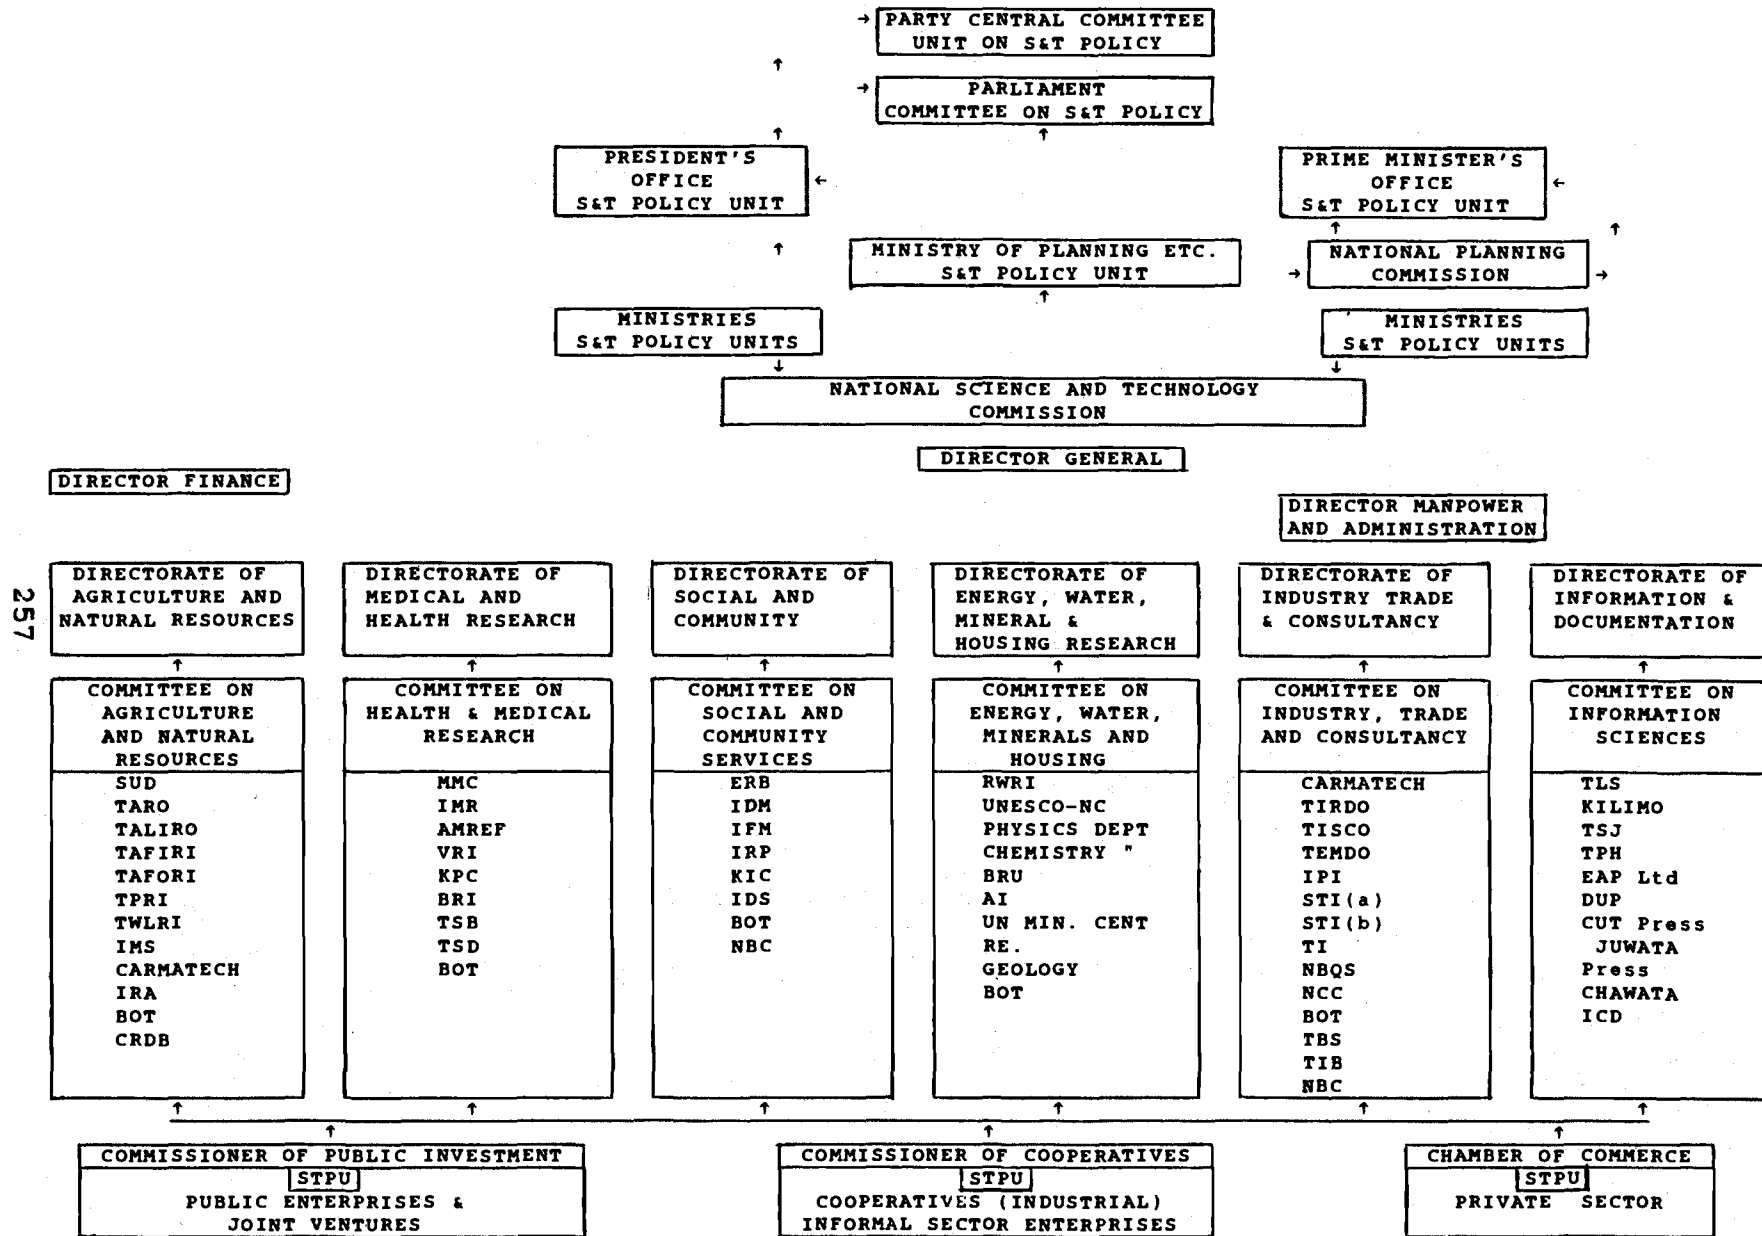 PARTY CENTRAL COMMITTEE
UNIT ON S&T POLICY
PARLIAMENT
COMMITTEE ON S&T POLICY
PRESIDENT'S
OFFICE
S&T POLICY UNIT
PRIME MINISTER'S
OFFICE
S&T POLICY UNIT
MINISTRY OF PLANNING ETC.
S&T POLICY UNIT
NATIONAL PLANNING
COMMISSION
MINISTRIES
S&T POLICY UNITS
MINISTRIES
S&T POLICY UNITS
NATIONAL SCIENCE AND TECHNOLOGY
COMMISSION
DIRECTOR GENERAL
DIRECTOR FINANCE
DIRECTOR MANPOWER
AND ADMINISTRATION
257
DIRECTORATE OF
AGRICULTURE AND
NATURAL RESOURCES
DIRECTORATE OF
MEDICAL AND
HEALTH RESEARCH
DIRECTORATE OF
SOCIAL AND
COMMUNITY
DIRECTORATE OF
ENERGY, WATER,
MINERAL &
HOUSING RESEARCH
DIRECTORATE OF
INDUSTRY TRADE
& CONSULTANCY
DIRECTORATE OF
INFORMATION &
DOCUMENTATION
COMMITTEE ON
AGRICULTURE
AND NATURAL
RESOURCES
SUD
TARO
TALIRO
TAFIRI
TAFORI
TPRI
TWLRI
IMS
CARMATECH
IRA
BOT
CRDB
COMMITTEE ON
HEALTH & MEDICAL
RESEARCH
MMC
IMR
AMREF
VRI
KPC
BRI
TSB
TSD
BOT
COMMITTEE ON
SOCIAL AND
COMMUNITY
SERVICES
ERB
IDM
IFM
IRP
KIC
IDS
BOT
NBC
COMMITTEE ON
ENERGY, WATER,
MINERALS AND
HOUSING
RWRI
UNESCO-NC
PHYSICS DEPT
CHEMISTRY "
BRU
AI
UN MIN. CENT
RE.
GEOLOGY
BOT
COMMITTEE ON
INDUSTRY, TRADE
AND CONSULTANCY
CARMATECH
TIRDO
TISCO
TEMDO
IPI
STI(a)
STI(b)
TI
NBQS
NCC
BOT
TBS
TIB
NBC
COMMITTEE ON
INFORMATION
SCIENCES
TLS
KILIMO
TSJ
TPH
EAP Ltd
DUP
CUT Press
JUWATA
Press
CHAWATA
ICD
COMMISSIONER OF PUBLIC INVESTMENT
STPU
PUBLIC ENTERPRISES &
JOINT VENTURES
COMMISSIONER OF COOPERATIVES
STPU
COOPERATIVES (INDUSTRIAL)
INFORMAL SECTOR ENTERPRISES
CHAMBER OF COMMERCE
STPU
PRIVATE SECTOR